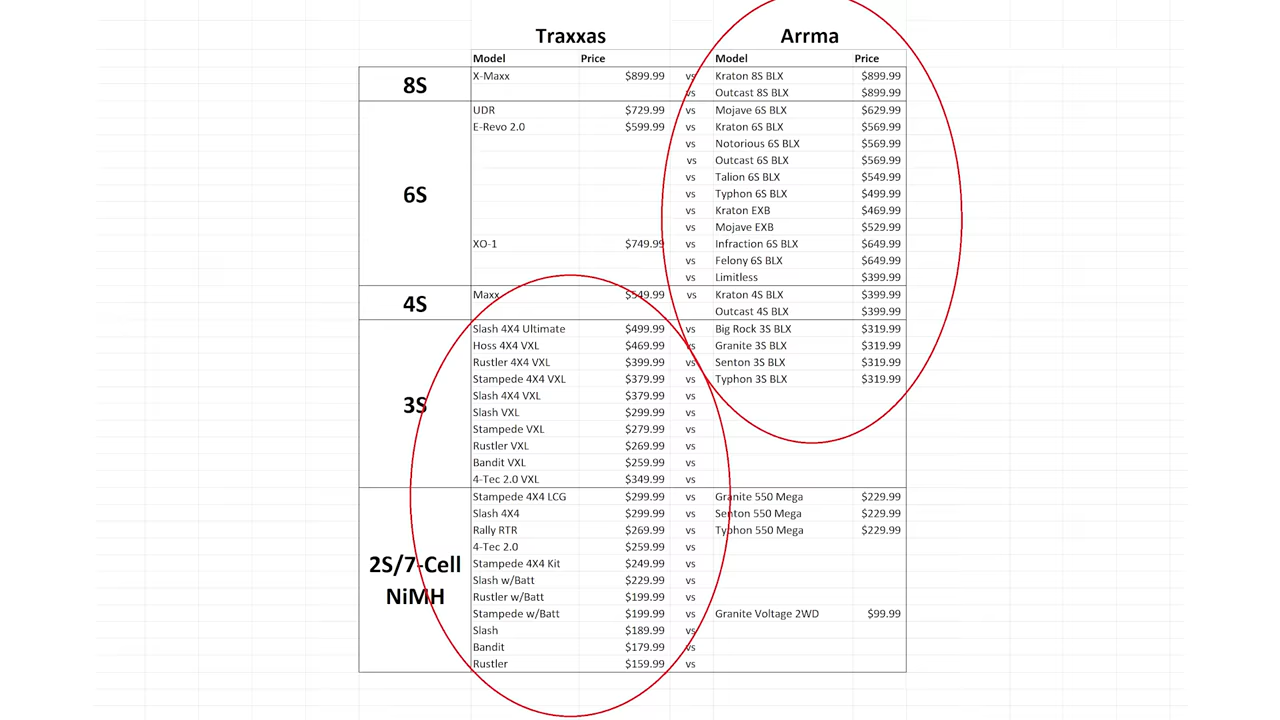 Traxxas Arrma
Model Price Model Price
8S
X-Maxx $899.99 vs Kraton 8S BLX $899.99
vs Outcast 8S BLX $899.99
6S
UDR $729.99 vs Mojave 6S BLX $629.99
E-Revo 2.0 $599.99 vs Kraton 6S BLX $569.99
vs Notorious 6S BLX $569.99
vs Outcast 6S BLX $569.99
vs Talion 6S BLX $549.99
vs Typhon 6S BLX $499.99
vs Kraton EXB $469.99
vs Mojave EXB $529.99
XO-1 $749.99 vs Infraction 6S BLX $649.99
vs Felony 6S BLX $649.99
vs Limitless $399.99
4S
Maxx $549.99 vs Kraton 4S BLX $399.99
Outcast 4S BLX $399.99
3S
Slash 4X4 Ultimate $499.99 vs Big Rock 3S BLX $319.99
Hoss 4X4 VXL $469.99 vs Granite 3S BLX $319.99
Rustler 4X4 VXL $399.99 vs Senton 3S BLX $319.99
Stampede 4X4 VXL $379.99 vs Typhon 3S BLX $319.99
Slash 4X4 VXL $379.99 vs
Slash VXL $299.99 vs
Stampede VXL $279.99 vs
Rustler VXL $269.99 vs
Bandit VXL $259.99 vs
4-Tec 2.0 VXL $349.99 vs
2S/7-Cell
NiMH
Stampede 4X4 LCG $299.99 vs Granite 550 Mega $229.99
Slash 4X4 $299.99 vs Senton 550 Mega $229.99
Rally RTR $269.99 vs Typhon 550 Mega $229.99
4-Tec 2.0 $259.99 vs
Stampede 4X4 Kit $249.99 vs
Slash w/Batt $229.99 vs
Rustler w/Batt $199.99 vs
Stampede w/Batt $199.99 vs Granite Voltage 2WD $99.99
Slash $189.99 vs
Bandit $179.99 vs
Rustler $159.99 vs